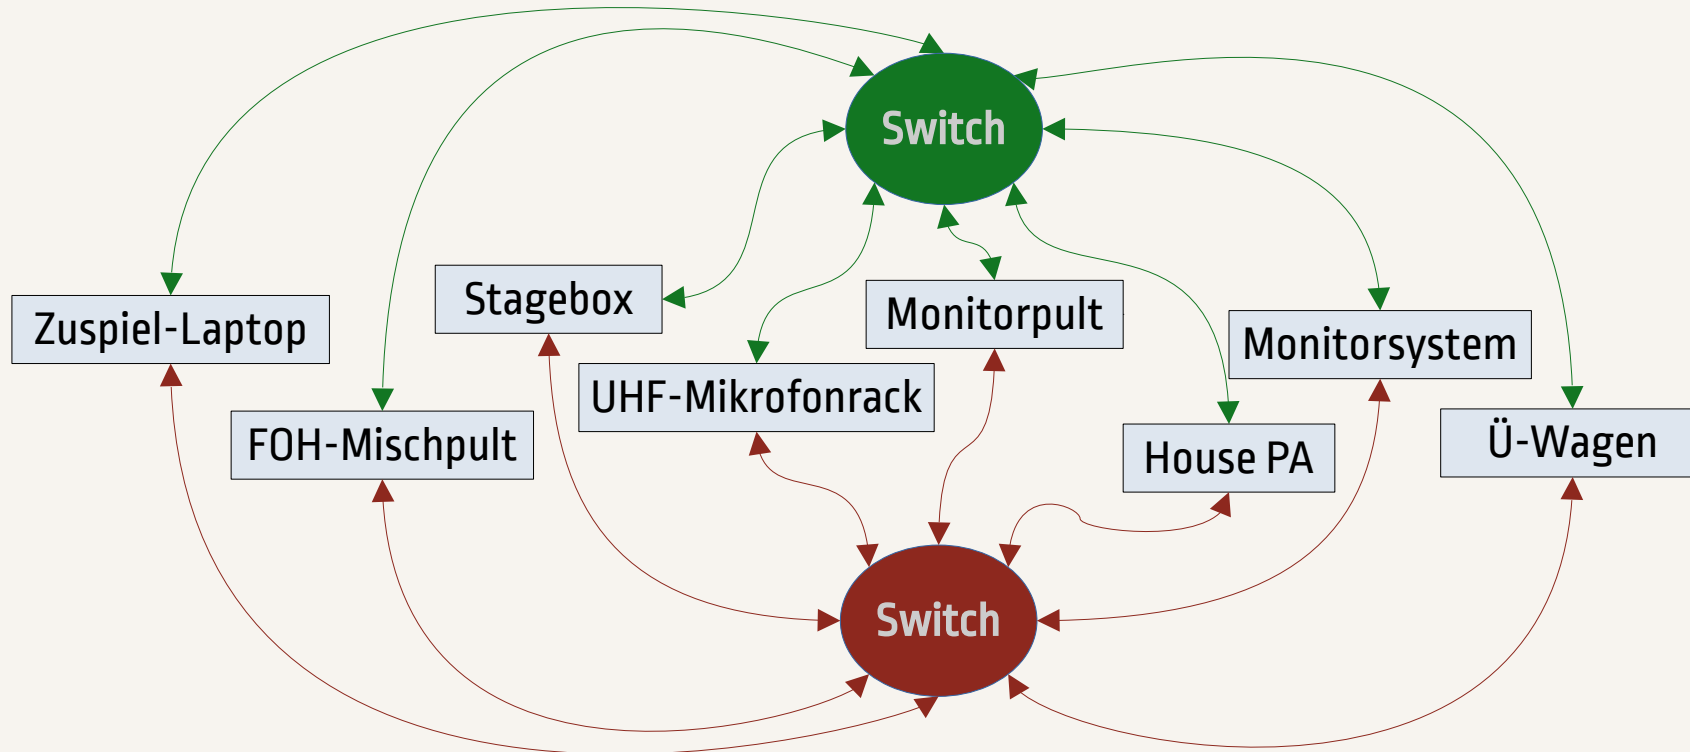 Switch
Stagebox
Monitorpult
Zuspiel-Laptop
Monitorsystem
UHF-Mikrofonrack
FOH-Mischpult
House PA
Ü-Wagen
Switch